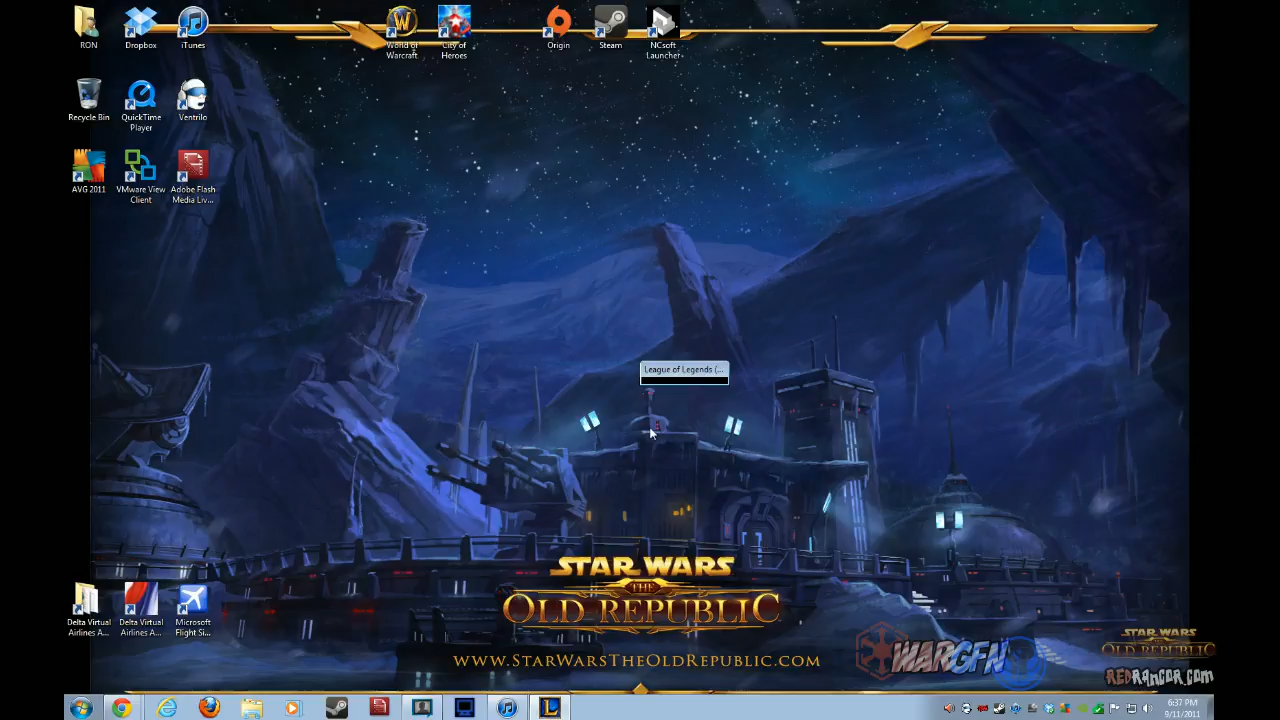 RON
Dropbox
iTunes
World of
Warcraft
City of
Heroes
Origin
Steam
NCsoft
Launcher
Recycle Bin
QuickTime
Player
Ventrilo
AVG 2011
VMware View
Client
Adobe Flash
Media Liv...
League of Legends (...
Delta Virtual
Airlines A...
Delta Virtual
Airlines A...
Microsoft
Flight Si...
STAR WARS
THE
OLD REPUBLIC
WWW.STARWARSTHEOLDREPUBLIC.COM
WARGFN
STAR WARS
THE
OLD REPUBLIC
REDRANCOR.COM
6:37 PM
9/11/2011